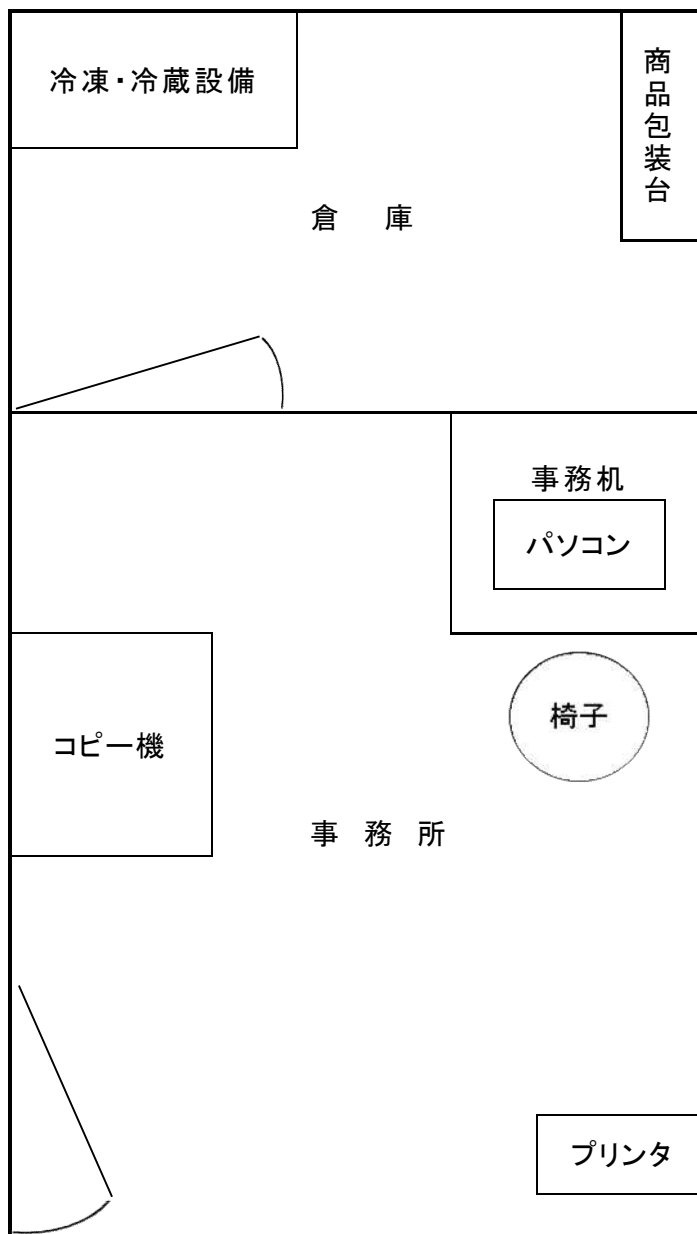 冷凍・冷蔵設備
商品包装台
倉　庫
事務机
パソコン
椅子
コピー機
事 務 所
プリンタ